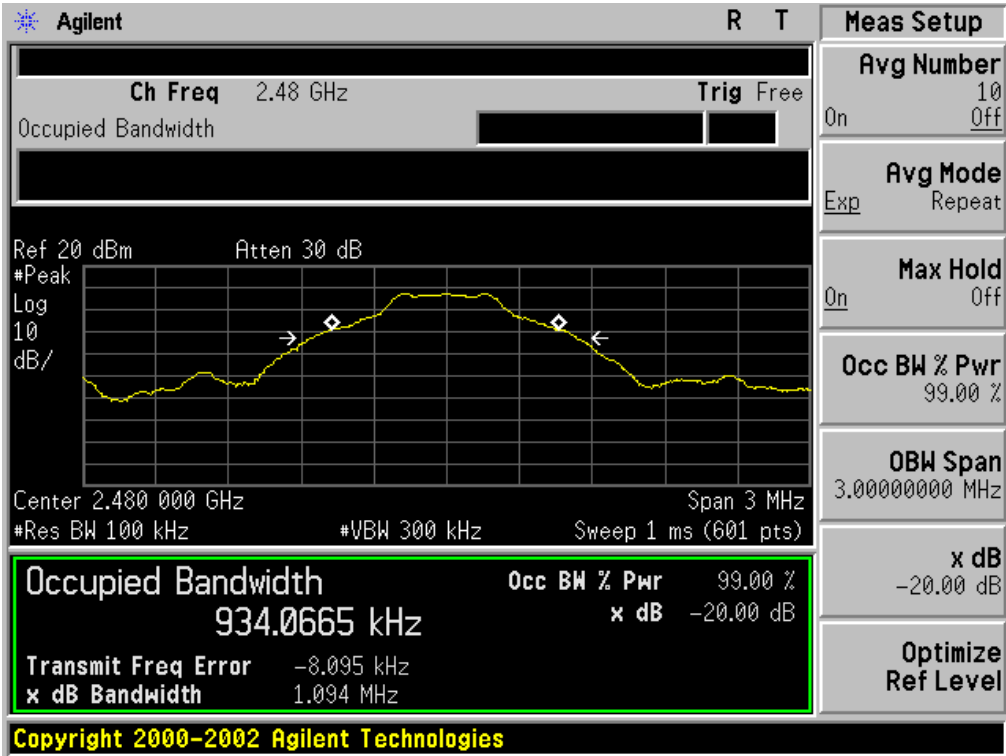 Agilent R T
Ch Freq 2.48 GHz Trig Free
Occupied Bandwidth
Ref 20 dBm Atten 30 dB
#Peak
Log
10
dB/
Center 2.480 000 GHz Span 3 MHz
#Res BW 100 kHz #VBW 300 kHz Sweep 1 ms (601 pts)
Occupied Bandwidth Occ BW % Pwr 99.00 %
934.0665 kHz x dB -20.00 dB
Transmit Freq Error -8.095 kHz
x dB Bandwidth 1.094 MHz
Copyright 2000-2002 Agilent Technologies
Meas Setup
Avg Number
10
On Off
Avg Mode
Exp Repeat
Max Hold
On Off
Occ BW % Pwr
99.00 %
OBW Span
3.00000000 MHz
x dB
-20.00 dB
Optimize
Ref Level